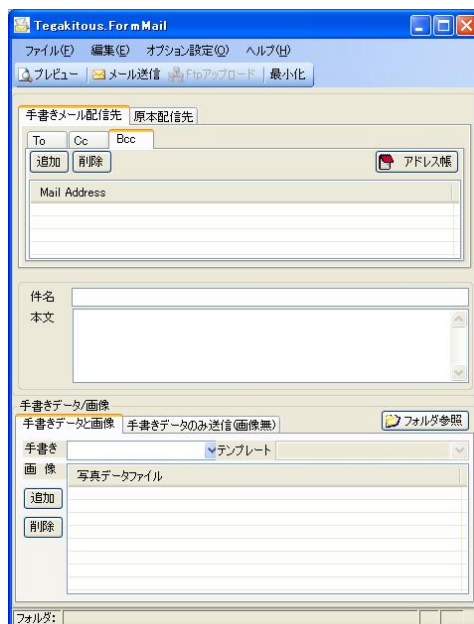 Tegakitous.FormMail
ファイル(F) 編集(E) オプション設定(O) ヘルプ(H)
プレビュー メール送信 Ftpアップロード 最小化
手書きメール配信先 原本配信先
To Cc Bcc
追加 削除 アドレス帳
Mail Address
件名
本文
手書きデータ/画像
手書きデータと画像 手書きデータのみ送信(画像無) フォルダ参照
手書き テンプレート
画 像 写真データファイル
追加
削除
フォルダ: